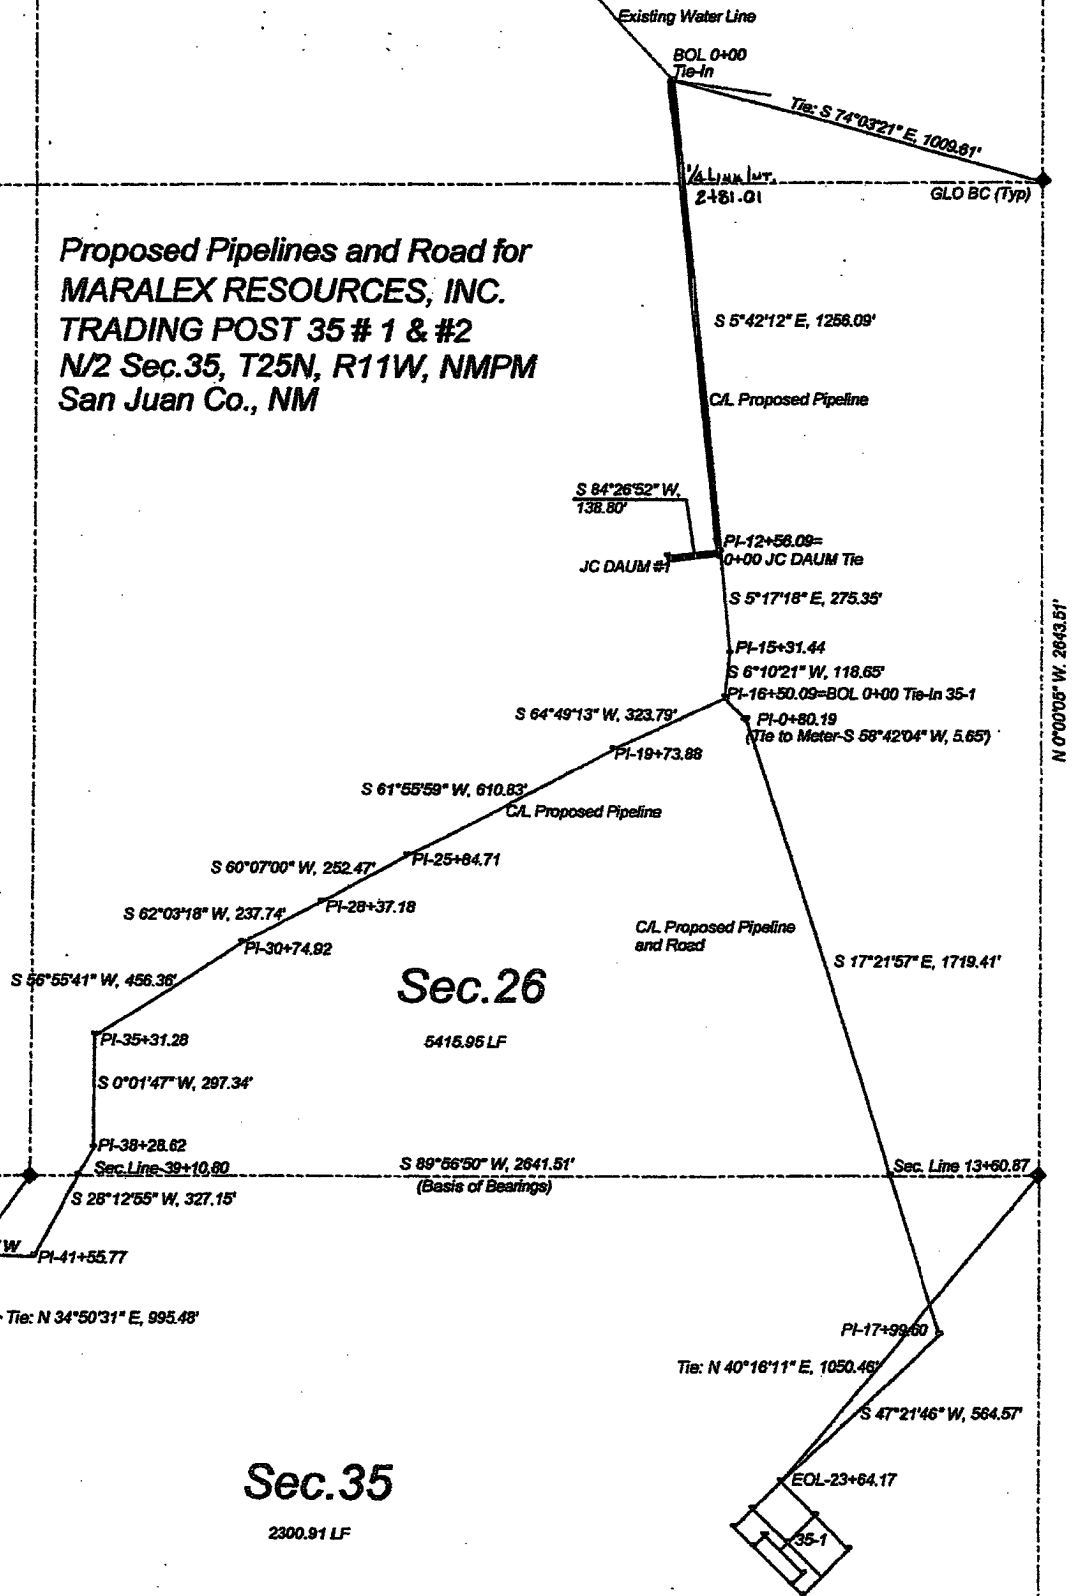 Existing Water Line
BOL 0+00
Tie-In
Tie: S 74°03'21" E, 1009.61'
1/4 Line Int.
2+81.01
GLO BC (Typ)
Proposed Pipelines and Road for
MARALEX RESOURCES, INC.
TRADING POST 35 # 1 & #2
N/2 Sec.35, T25N, R11W, NMPM
San Juan Co., NM
S 5°42'12" E, 1256.09'
C/L Proposed Pipeline
S 84°26'52" W,
138.80'
PI-12+56.09=
0+00 JC DAUM Tie
JC DAUM #1
S 5°17'18" E, 275.35'
N 0°00'05" W. 2643.51'
PI-15+31.44
S 6°10'21" W, 118.65'
PI-16+50.09=BOL 0+00 Tie-In 35-1
S 64°49'13" W, 323.79'
PI-0+80.19
(Tie to Meter-S 58°42'04" W, 5.65')
PI-19+73.88
S 61°55'59" W, 610.83'
C/L Proposed Pipeline
PI-25+84.71
S 60°07'00" W, 252.47'
PI-28+37.18
S 62°03'18" W, 237.74'
PI-30+74.92
C/L Proposed Pipeline
and Road
S 17°21'57" E, 1719.41'
S 56°55'41" W, 456.36'
Sec.26
5415.95 LF
PI-35+31.28
S 0°01'47" W, 297.34'
PI-38+28.62
Sec.Line-39+10.80
S 89°56'50" W, 2641.51'
(Basis of Bearings)
Sec. Line 13+60.87
S 28°12'55" W, 327.15'
W
PI-41+55.77
Tie: N 34°50'31" E, 995.48'
PI-17+99.60
Tie: N 40°16'11" E, 1050.46'
S 47°21'46" W, 564.57'
Sec.35
2300.91 LF
EOL-23+64.17
35-1